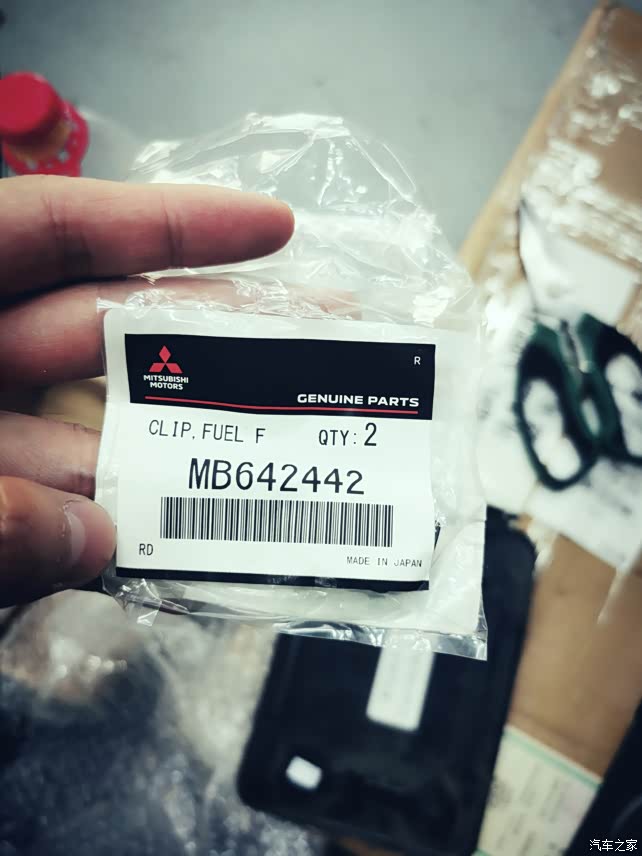 R
MITSUBISHI
MOTORS
GENUINE PARTS
CLIP,FUEL F QTY:2
MB642442
RD MADE IN JAPAN
汽车之家